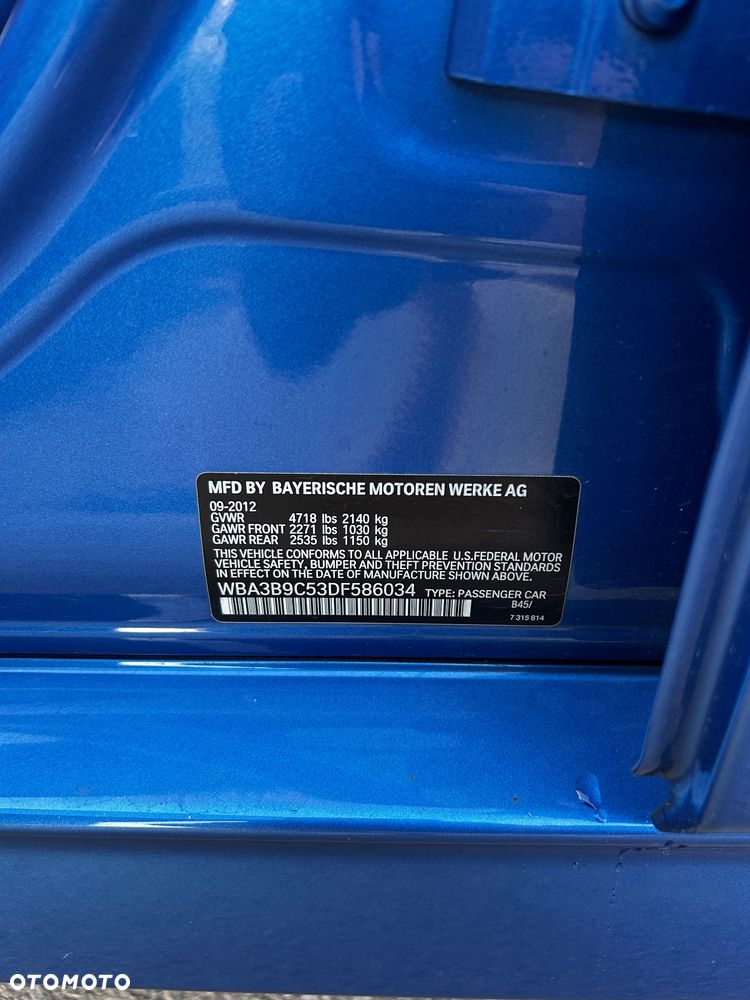 MFD BY BAYERISCHE MOTOREN WERKE AG
09-2012
GVWR 4718 lbs 2140 kg
GAWR FRONT 2271 lbs 1030 kg
GAWR REAR 2535 lbs 1150 kg
THIS VEHICLE CONFORMS TO ALL APPLICABLE U.S.FEDERAL MOTOR
VEHICLE SAFETY, BUMPER AND THEFT PREVENTION STANDARDS
IN EFFECT ON THE DATE OF MANUFACTURE SHOWN ABOVE.
WBA3B9C53DF586034 TYPE: PASSENGER CAR
B45/
7 315 814
OTOMOTO